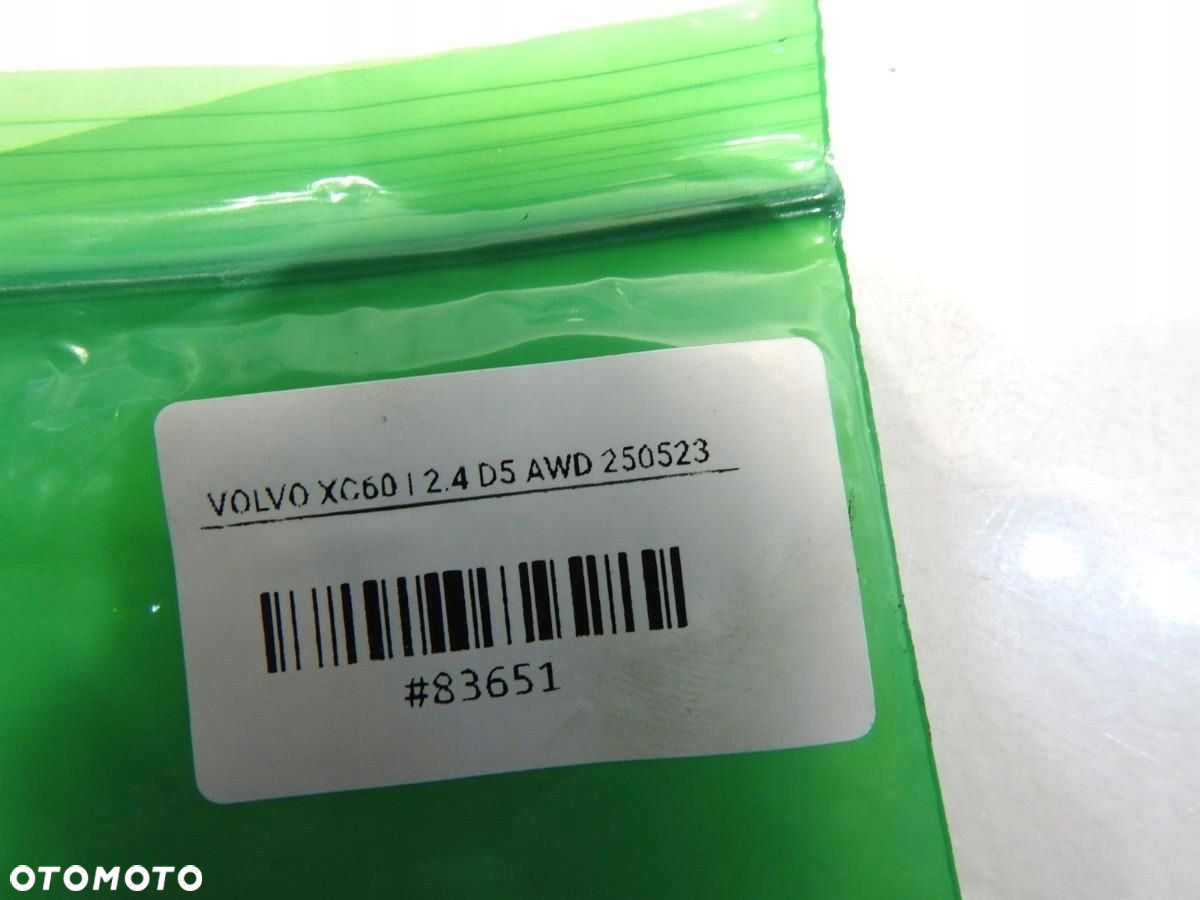 VOLVO XC60 I 2.4 D5 AWD 250523
#83651
OTOMOTO